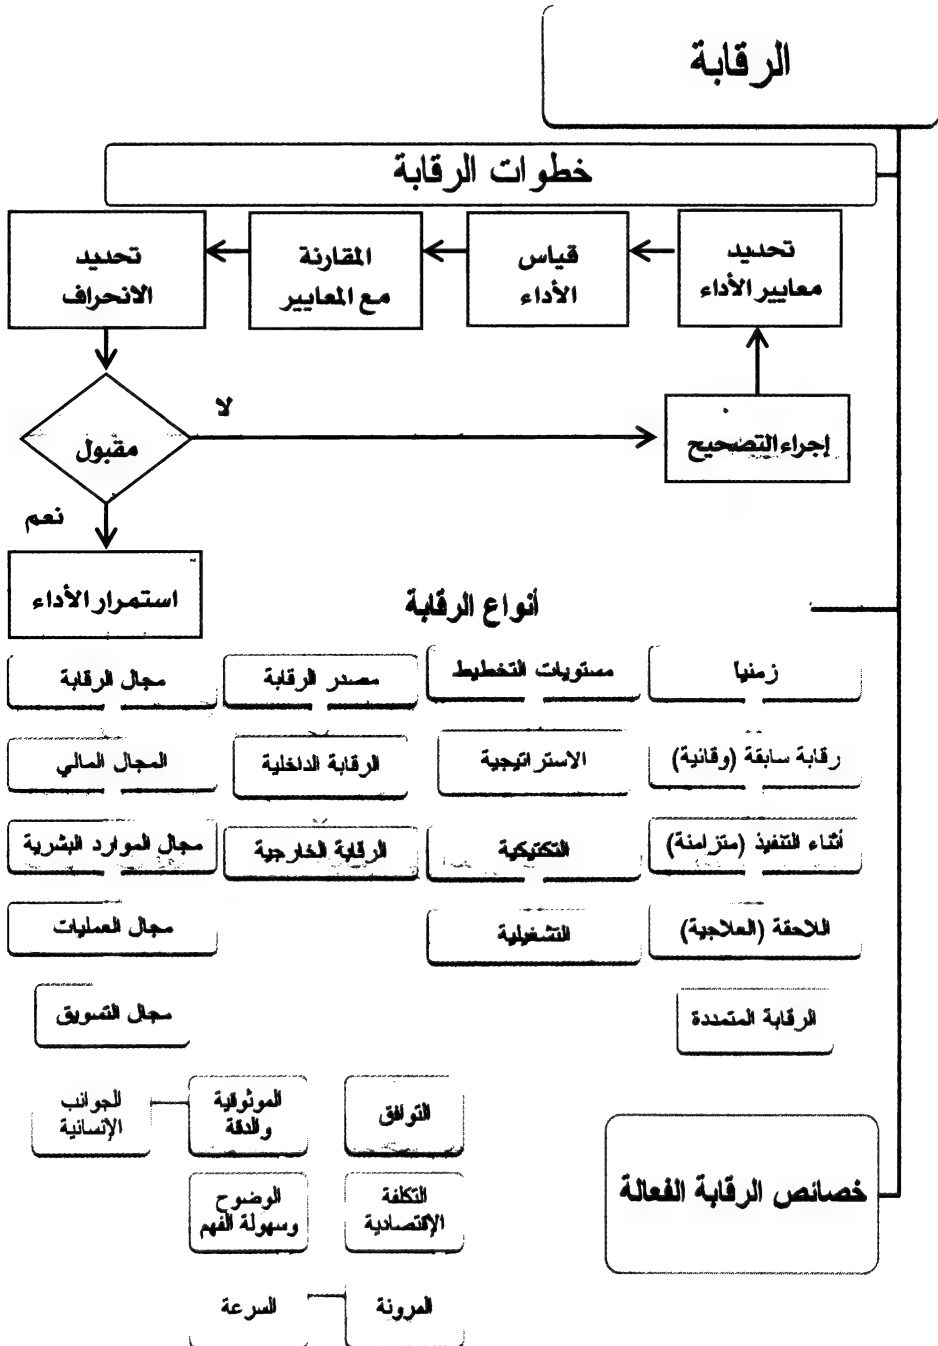 الرقابة
خطوات الرقابة
تحديد
معايير الأداء
قياس
الأداء
المقارنة
مع المعايير
تحديد
الانحراف
مقبول
لا
إجراء التصحيح
نعم
استمرار الأداء
أنواع الرقابة
زمنياً
رقابة سابقة (وقائية)
أثناء التنفيذ (متزامنة)
اللاحقة (العلاجية)
الرقابة المتمددة
مستويات التخطيط
الاستراتيجية
التكتيكية
التشغيلية
مصدر الرقابة
الرقابة الداخلية
الرقابة الخارجية
مجال الرقابة
المجال المالي
مجال الموارد البشرية
مجال العمليات
مجال التسويق
خصائص الرقابة الفعالة
التوافق
التكلفة
الإقتصادية
المرونة
الموثوقية
والدقة
الوضوح
وسهولة الفهم
السرعة
الجوانب
الإنسانية